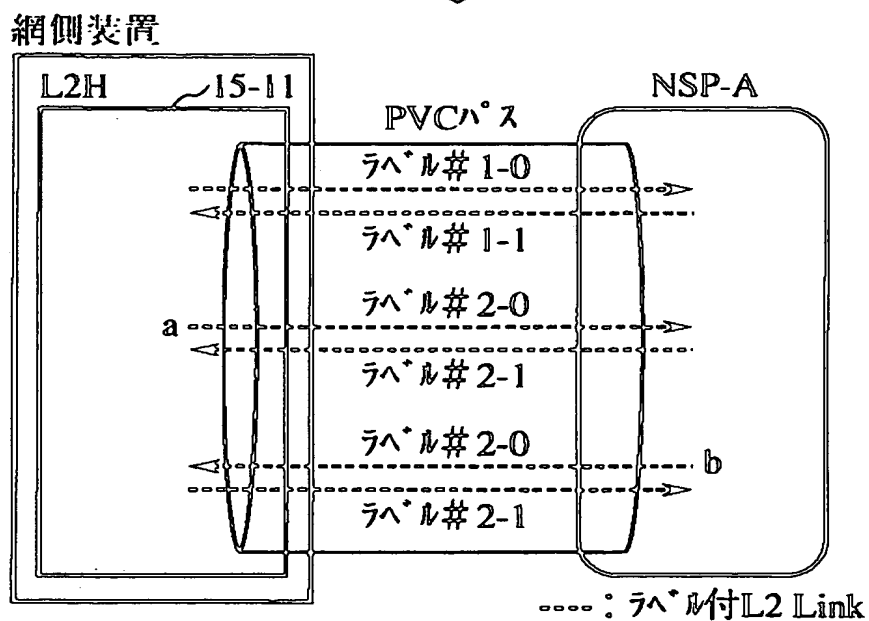 網側装置
L2H
15-11
NSP-A
PVCパス
ラベル# 1-0
ラベル# 1-1
ラベル# 2-0
a
ラベル# 2-1
ラベル# 2-0
b
ラベル# 2-1
----：ラベル付L2 Link